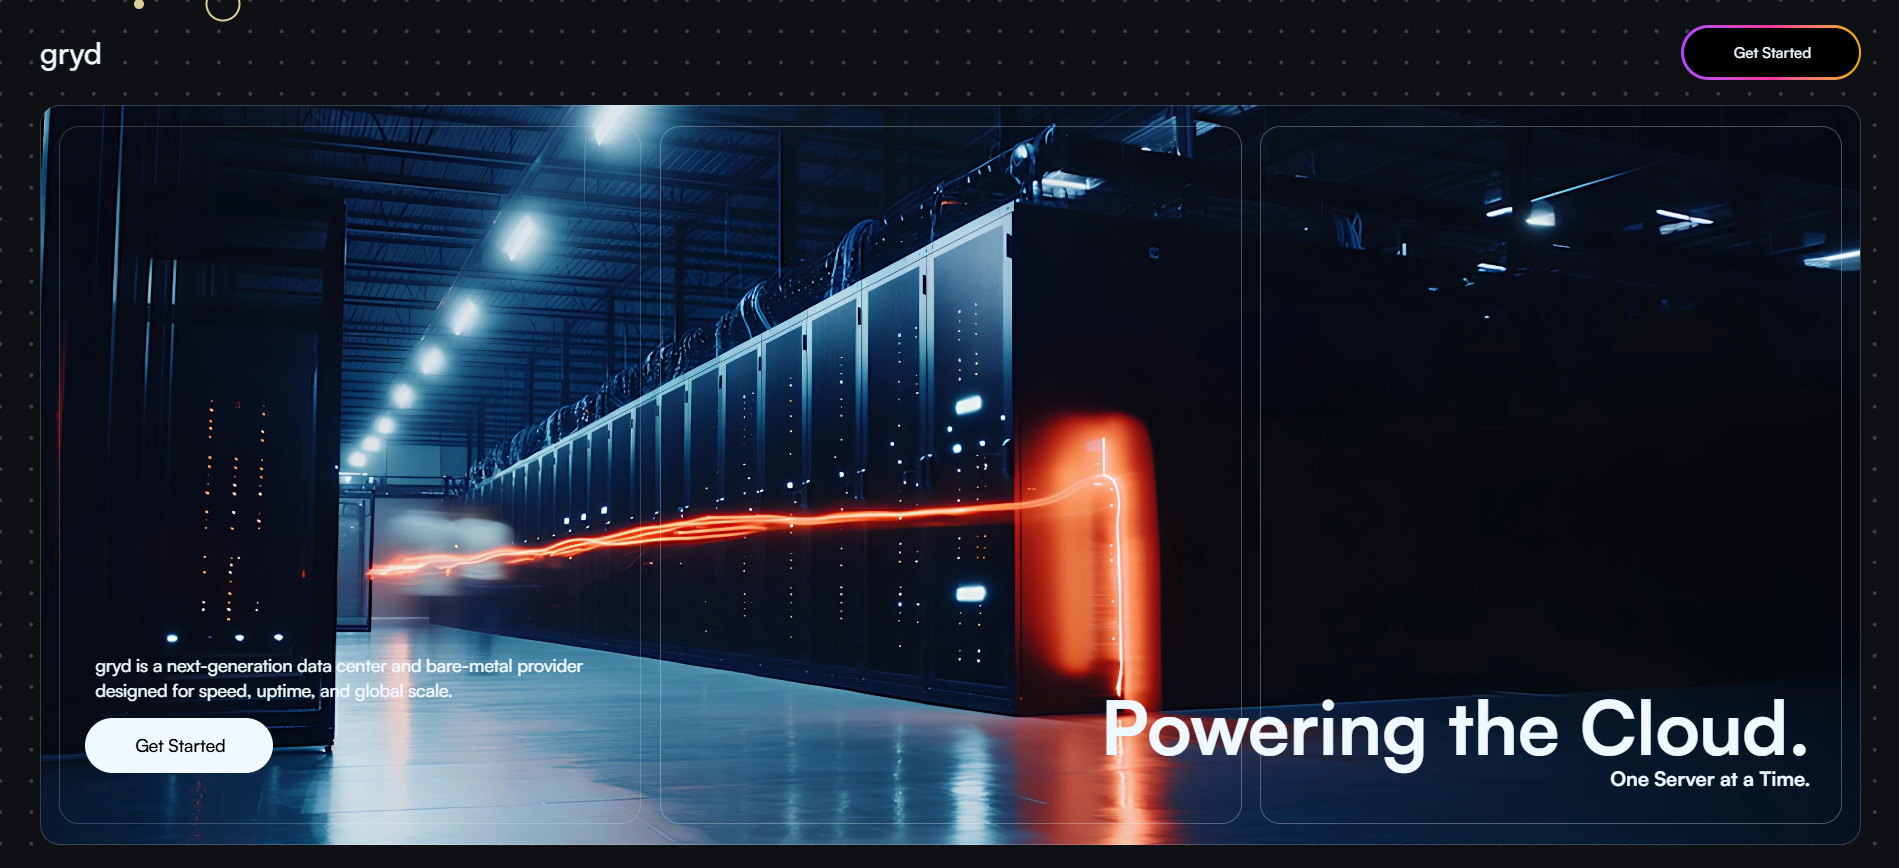 gryd
Get Started
gryd is a next-generation data center and bare-metal provider
designed for speed, uptime, and global scale.
Get Started
Powering the Cloud.
One Server at a Time.